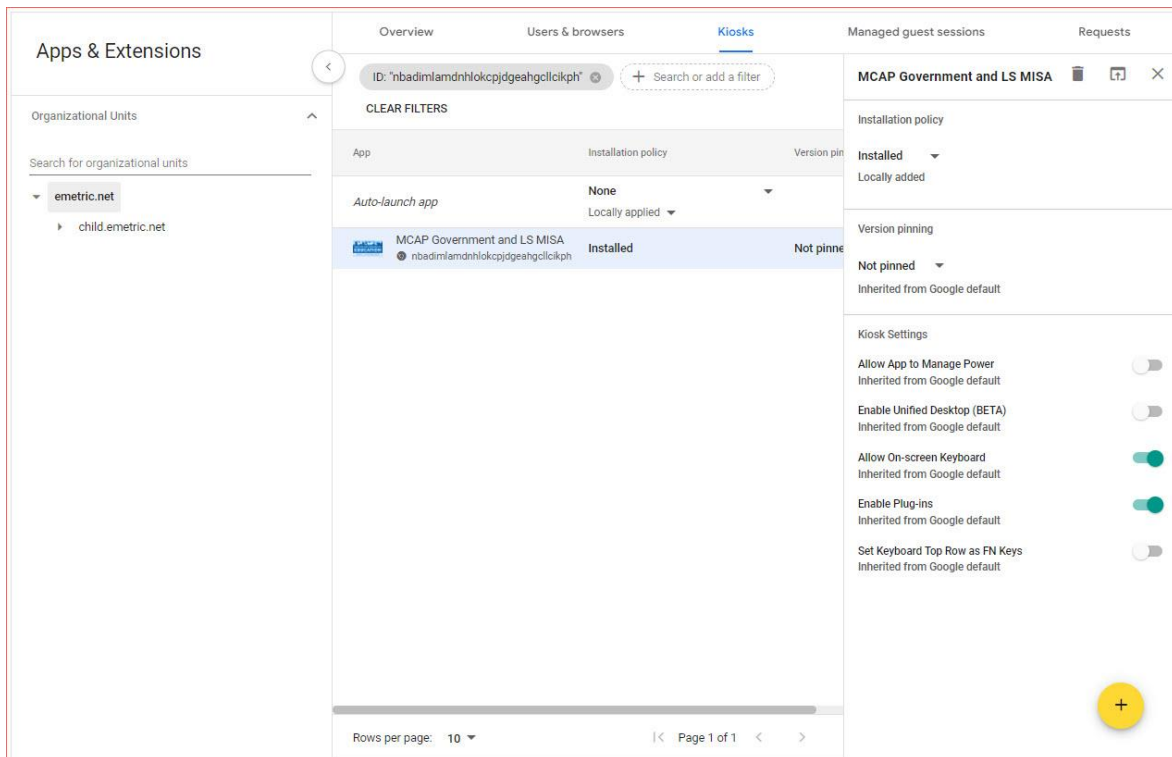 Apps & Extensions
Organizational Units
Search for organizational units
emetric.net
child.emetric.net
Overview
Users & browsers
Kiosks
Managed guest sessions
Requests
ID: "nbadimlamdnhlokcpjdgeahgcllcikph"
Search or add a filter
CLEAR FILTERS
App
Installation policy
Version pin
Auto-launch app
None
Locally applied
MCAP Government and LS MISA
nbadimlamdnhlokcpjdgeahgcllcikph
Installed
Not pinne
Rows per page: 10
Page 1 of 1
MCAP Government and LS MISA
Installation policy
Installed
Locally added
Version pinning
Not pinned
Inherited from Google default
Kiosk Settings
Allow App to Manage Power
Inherited from Google default
Enable Unified Desktop (BETA)
Inherited from Google default
Allow On-screen Keyboard
Inherited from Google default
Enable Plug-ins
Inherited from Google default
Set Keyboard Top Row as FN Keys
Inherited from Google default